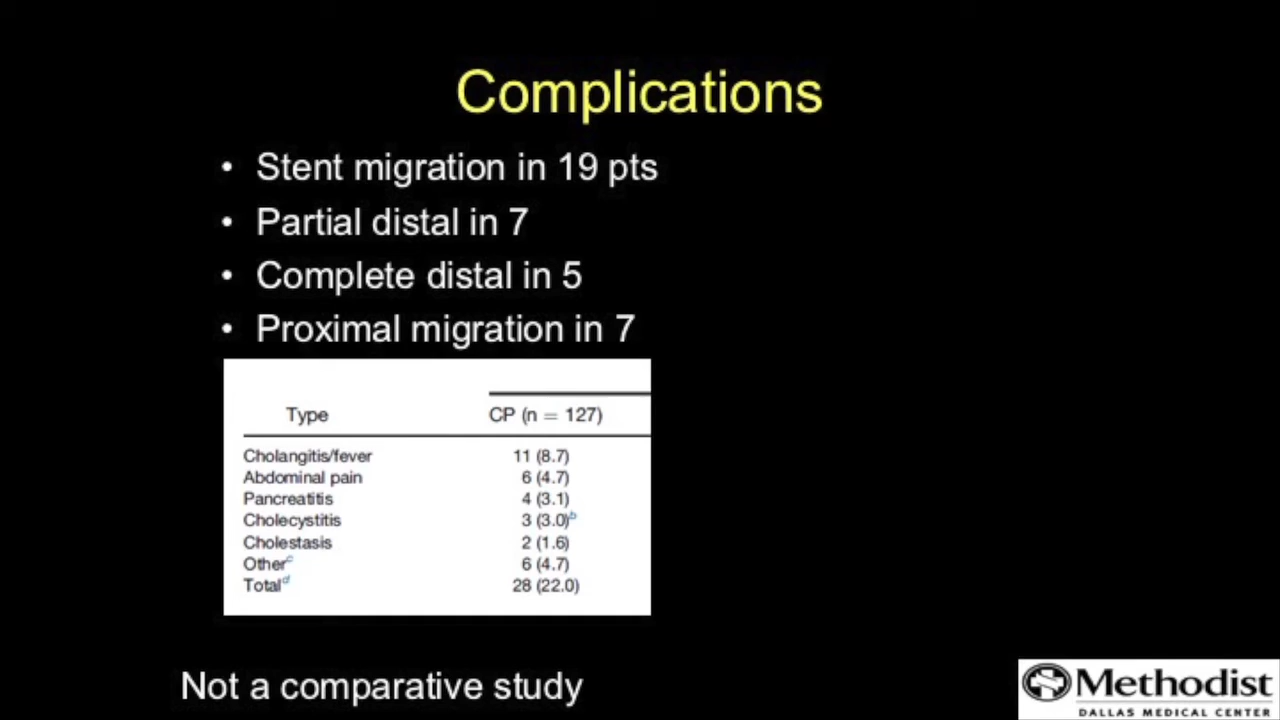 Complications
• Stent migration in 19 pts
• Partial distal in 7
• Complete distal in 5
• Proximal migration in 7
Type CP (n = 127)
Cholangitis/fever 11 (8.7)
Abdominal pain 6 (4.7)
Pancreatitis 4 (3.1)
Cholecystitis 3 (3.0)b
Cholestasis 2 (1.6)
Otherc 6 (4.7)
Totald 28 (22.0)
Not a comparative study
Methodist
DALLAS MEDICAL CENTER